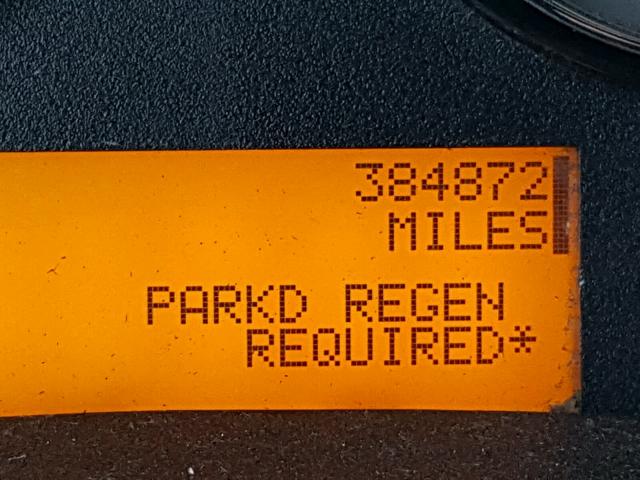 384872
MILES
PARKD REGEN
REQUIRED*